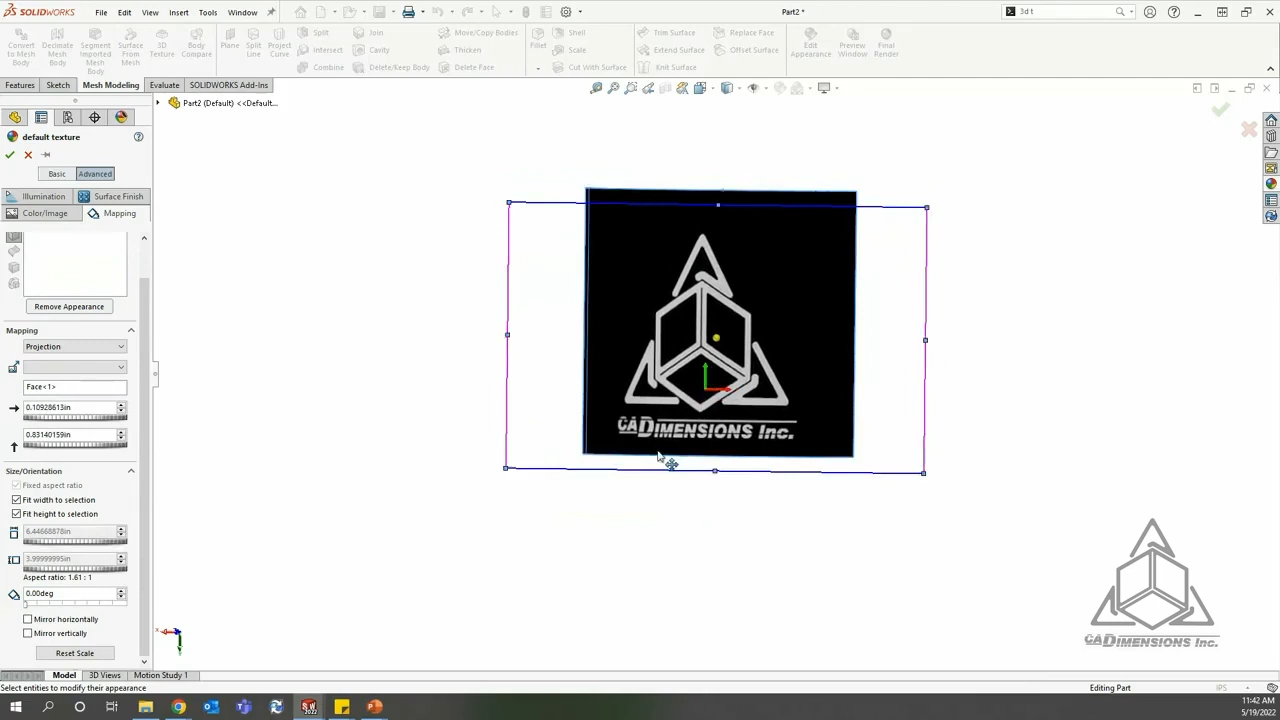 SOLIDWORKS File Edit View Insert Tools Window Part2 * 3d t
Convert to Mesh Body
Decimate Mesh Body
Segment Imported Mesh Body
Surface From Mesh
3D Texture
Body Compare
Plane
Split Line
Project Curve
Split Join Move/Copy Bodies
Intersect Cavity Thicken
Combine Delete/Keep Body Delete Face
Fillet
Shell Trim Surface Replace Face
Scale Extend Surface Offset Surface
Cut With Surface Knit Surface
Edit Appearance
Preview Window
Final Render
Features Sketch Mesh Modeling Evaluate SOLIDWORKS Add-Ins
Part2 (Default) <<Default...
default texture
Basic Advanced
Illumination Surface Finish
Color/Image Mapping
Remove Appearance
Mapping
Projection
Face<1>
0.10928613in
0.83140159in
Size/Orientation
Fixed aspect ratio
Fit width to selection
Fit height to selection
6.44668878in
3.99999995in
Aspect ratio: 1.61 : 1
0.00deg
Mirror horizontally
Mirror vertically
Reset Scale
CADIMENSIONS Inc.
CADIMENSIONS Inc.
Model 3D Views Motion Study 1
Select entities to modify their appearance Editing Part IPS
11:42 AM
5/19/2022